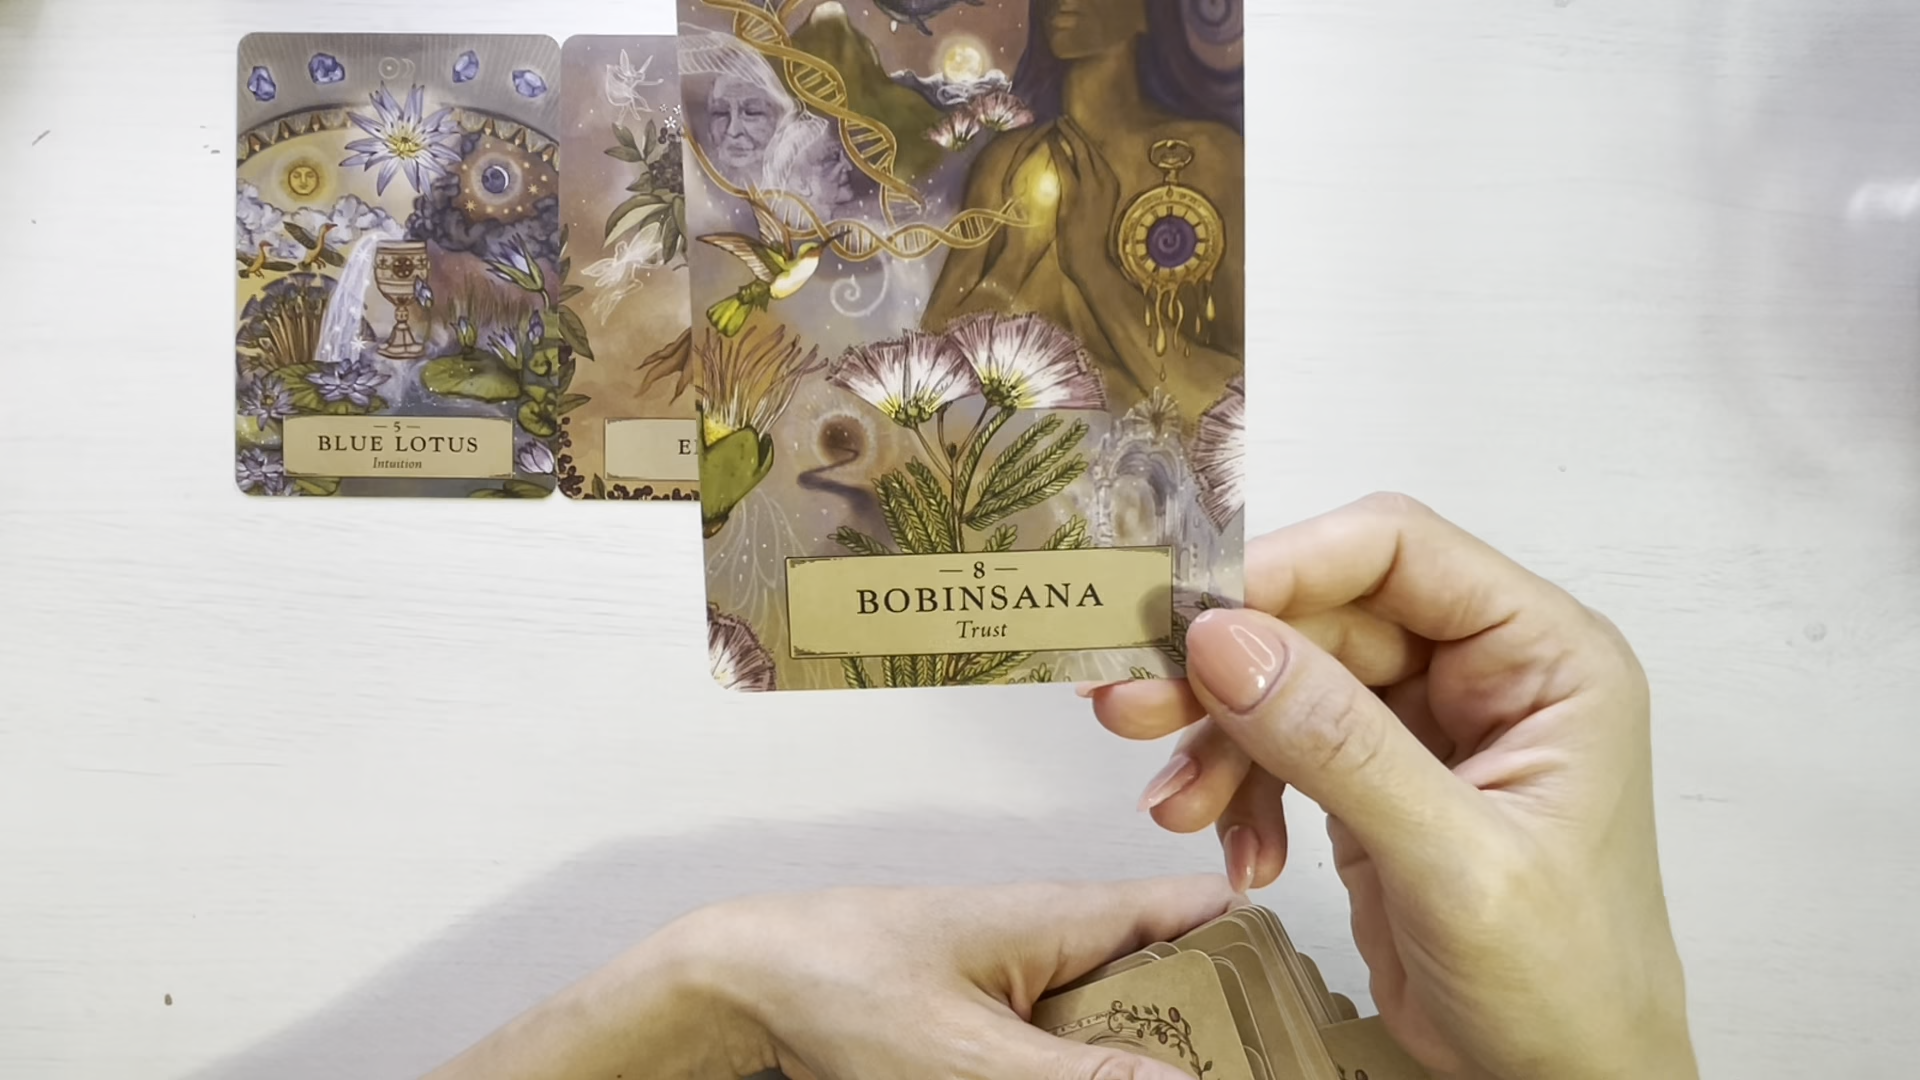 — 5 —
BLUE LOTUS
Intuition
— 8 —
BOBINSANA
Trust